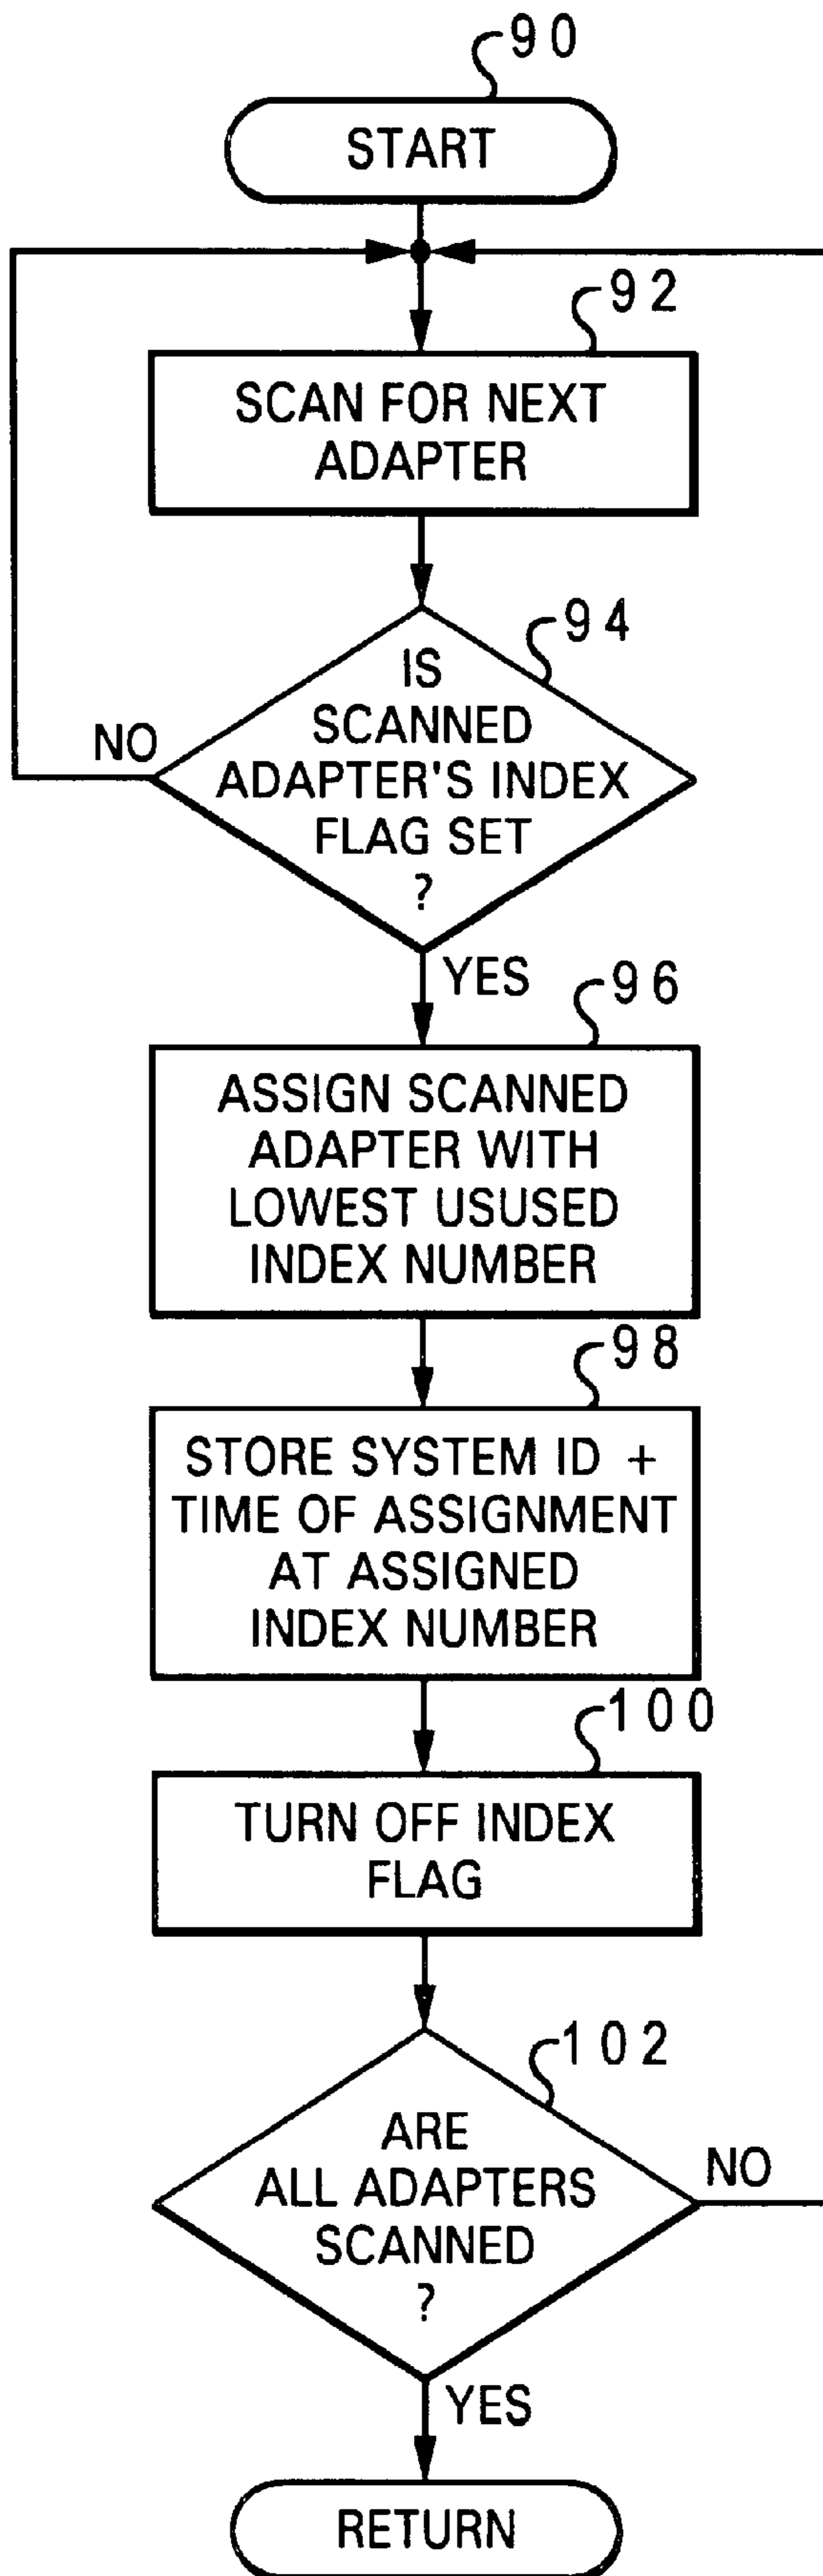 90
START
92
SCAN FOR NEXT
ADAPTER
94
IS
SCANNED
ADAPTER'S INDEX
FLAG SET
?
NO
YES
96
ASSIGN SCANNED
ADAPTER WITH
LOWEST USUSED
INDEX NUMBER
98
STORE SYSTEM ID +
TIME OF ASSIGNMENT
AT ASSIGNED
INDEX NUMBER
100
TURN OFF INDEX
FLAG
102
ARE
ALL ADAPTERS
SCANNED
?
NO
YES
RETURN